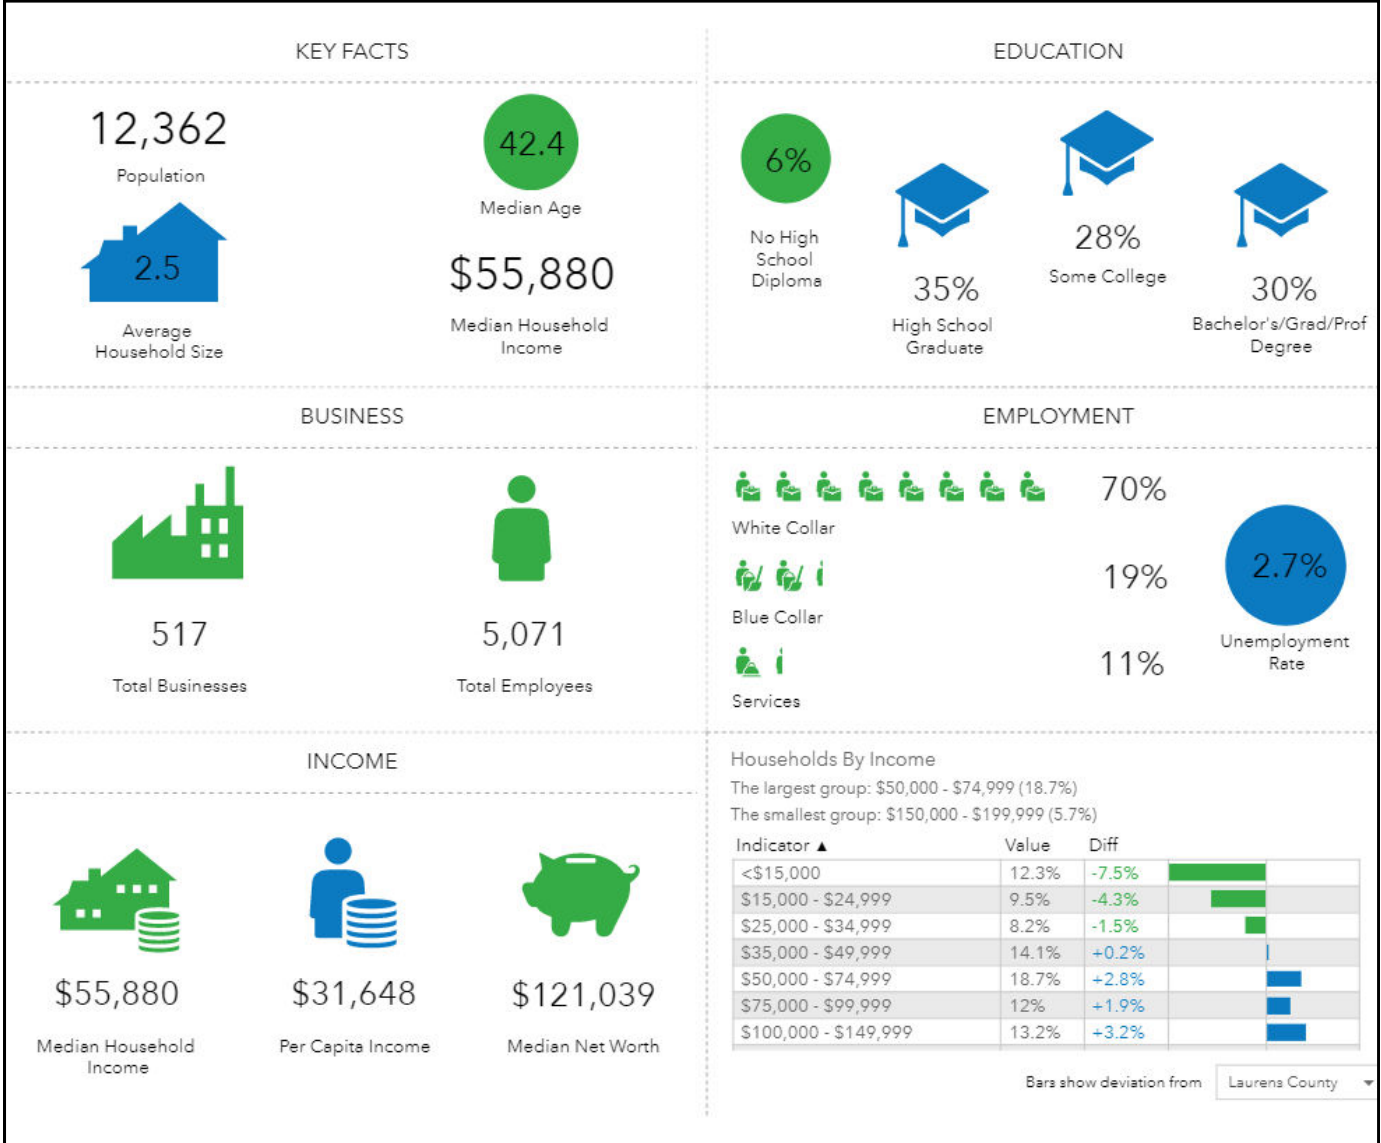 KEY FACTS
12,362
Population
42.4
Median Age
2.5
Average
Household Size
$55,880
Median Household
Income
EDUCATION
6%
No High
School
Diploma
35%
High School
Graduate
28%
Some College
30%
Bachelor's/Grad/Prof
Degree
BUSINESS
517
Total Businesses
5,071
Total Employees
EMPLOYMENT
70%
White Collar
19%
Blue Collar
11%
Services
2.7%
Unemployment
Rate
INCOME
$55,880
Median Household
Income
$31,648
Per Capita Income
$121,039
Median Net Worth
Households By Income
The largest group: $50,000 - $74,999 (18.7%)
The smallest group: $150,000 - $199,999 (5.7%)
Indicator ▲ Value Diff
<$15,000 12.3% -7.5%
$15,000 - $24,999 9.5% -4.3%
$25,000 - $34,999 8.2% -1.5%
$35,000 - $49,999 14.1% +0.2%
$50,000 - $74,999 18.7% +2.8%
$75,000 - $99,999 12% +1.9%
$100,000 - $149,999 13.2% +3.2%
Bars show deviation from Laurens County